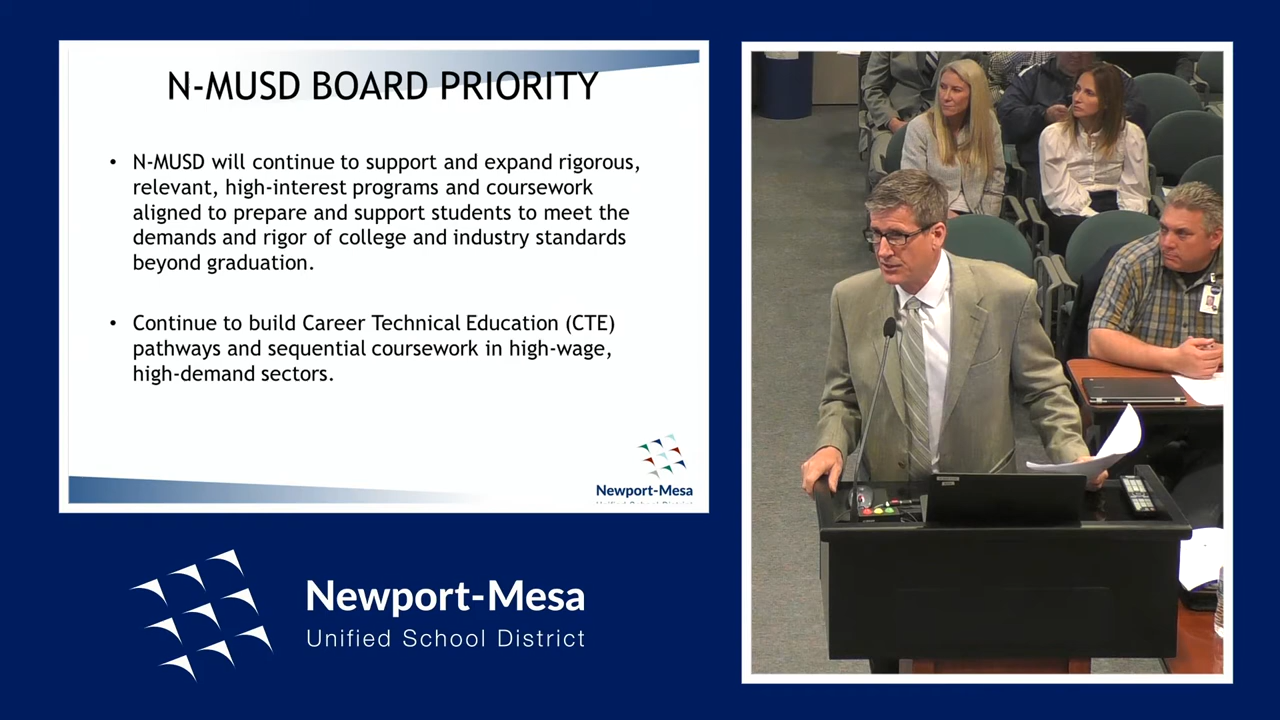 N-MUSD BOARD PRIORITY
• N-MUSD will continue to support and expand rigorous,
relevant, high-interest programs and coursework
aligned to prepare and support students to meet the
demands and rigor of college and industry standards
beyond graduation.
• Continue to build Career Technical Education (CTE)
pathways and sequential coursework in high-wage,
high-demand sectors.
Newport-Mesa
Newport-Mesa
Unified School District